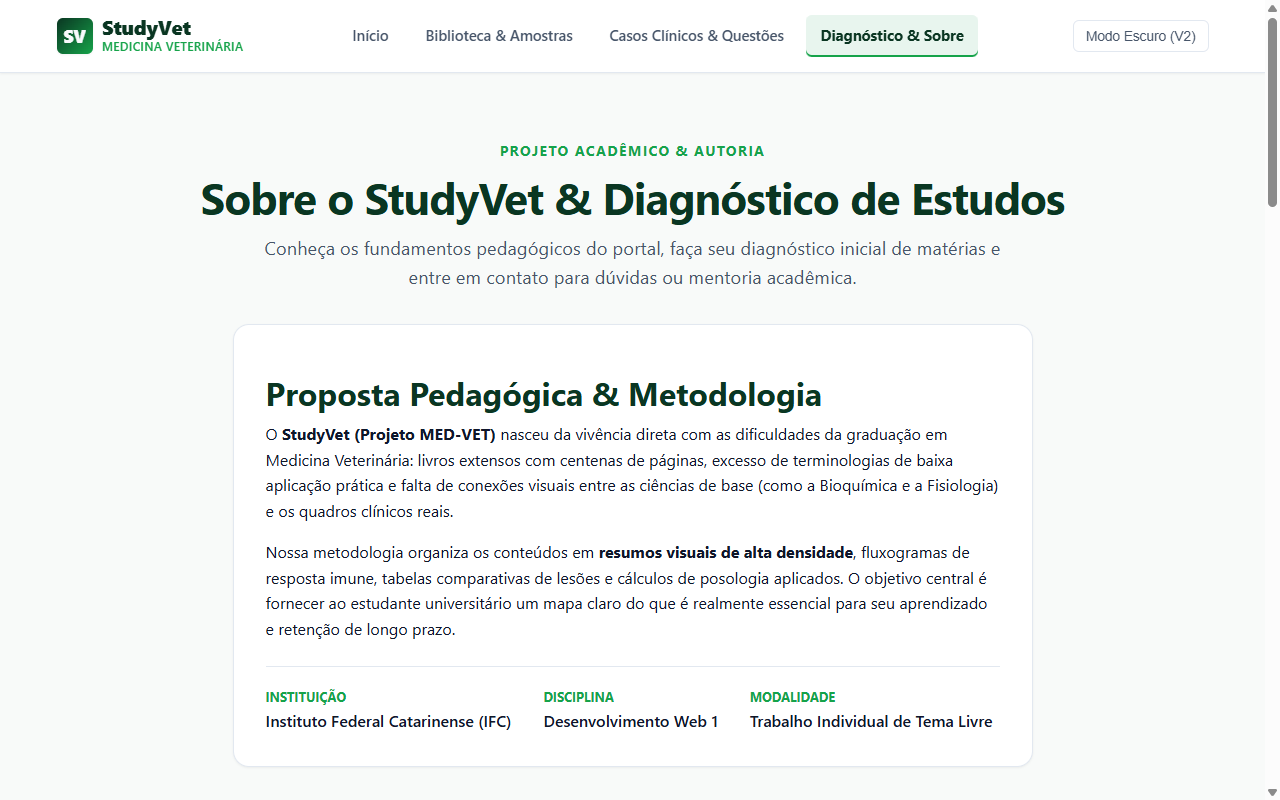 SV
StudyVet
MEDICINA VETERINÁRIA
Início
Biblioteca & Amostras
Casos Clínicos & Questões
Diagnóstico & Sobre
Modo Escuro (V2)
PROJETO ACADÊMICO & AUTORIA
Sobre o StudyVet & Diagnóstico de Estudos
Conheça os fundamentos pedagógicos do portal, faça seu diagnóstico inicial de matérias e
entre em contato para dúvidas ou mentoria acadêmica.
Proposta Pedagógica & Metodologia
O StudyVet (Projeto MED-VET) nasceu da vivência direta com as dificuldades da graduação em
Medicina Veterinária: livros extensos com centenas de páginas, excesso de terminologias de baixa
aplicação prática e falta de conexões visuais entre as ciências de base (como a Bioquímica e a Fisiologia)
e os quadros clínicos reais.
Nossa metodologia organiza os conteúdos em resumos visuais de alta densidade, fluxogramas de
resposta imune, tabelas comparativas de lesões e cálculos de posologia aplicados. O objetivo central é
fornecer ao estudante universitário um mapa claro do que é realmente essencial para seu aprendizado
e retenção de longo prazo.
INSTITUIÇÃO
Instituto Federal Catarinense (IFC)
DISCIPLINA
Desenvolvimento Web 1
MODALIDADE
Trabalho Individual de Tema Livre